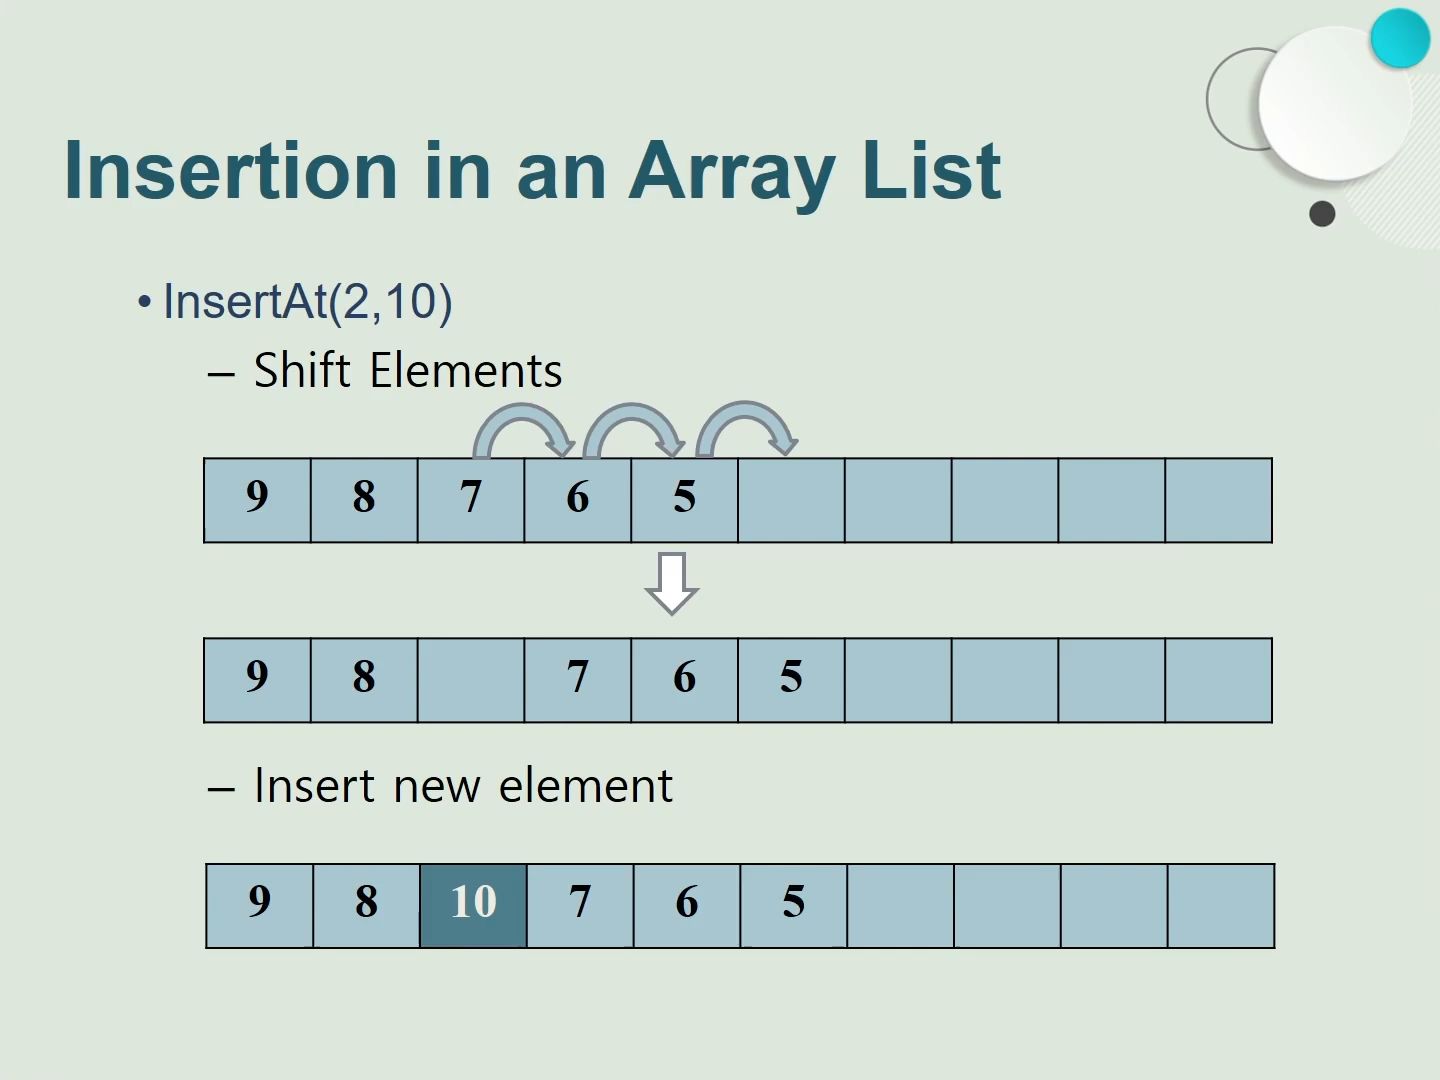 Insertion in an Array List
• InsertAt(2,10)
– Shift Elements
9 8 7 6 5
9 8 7 6 5
– Insert new element
9 8 10 7 6 5